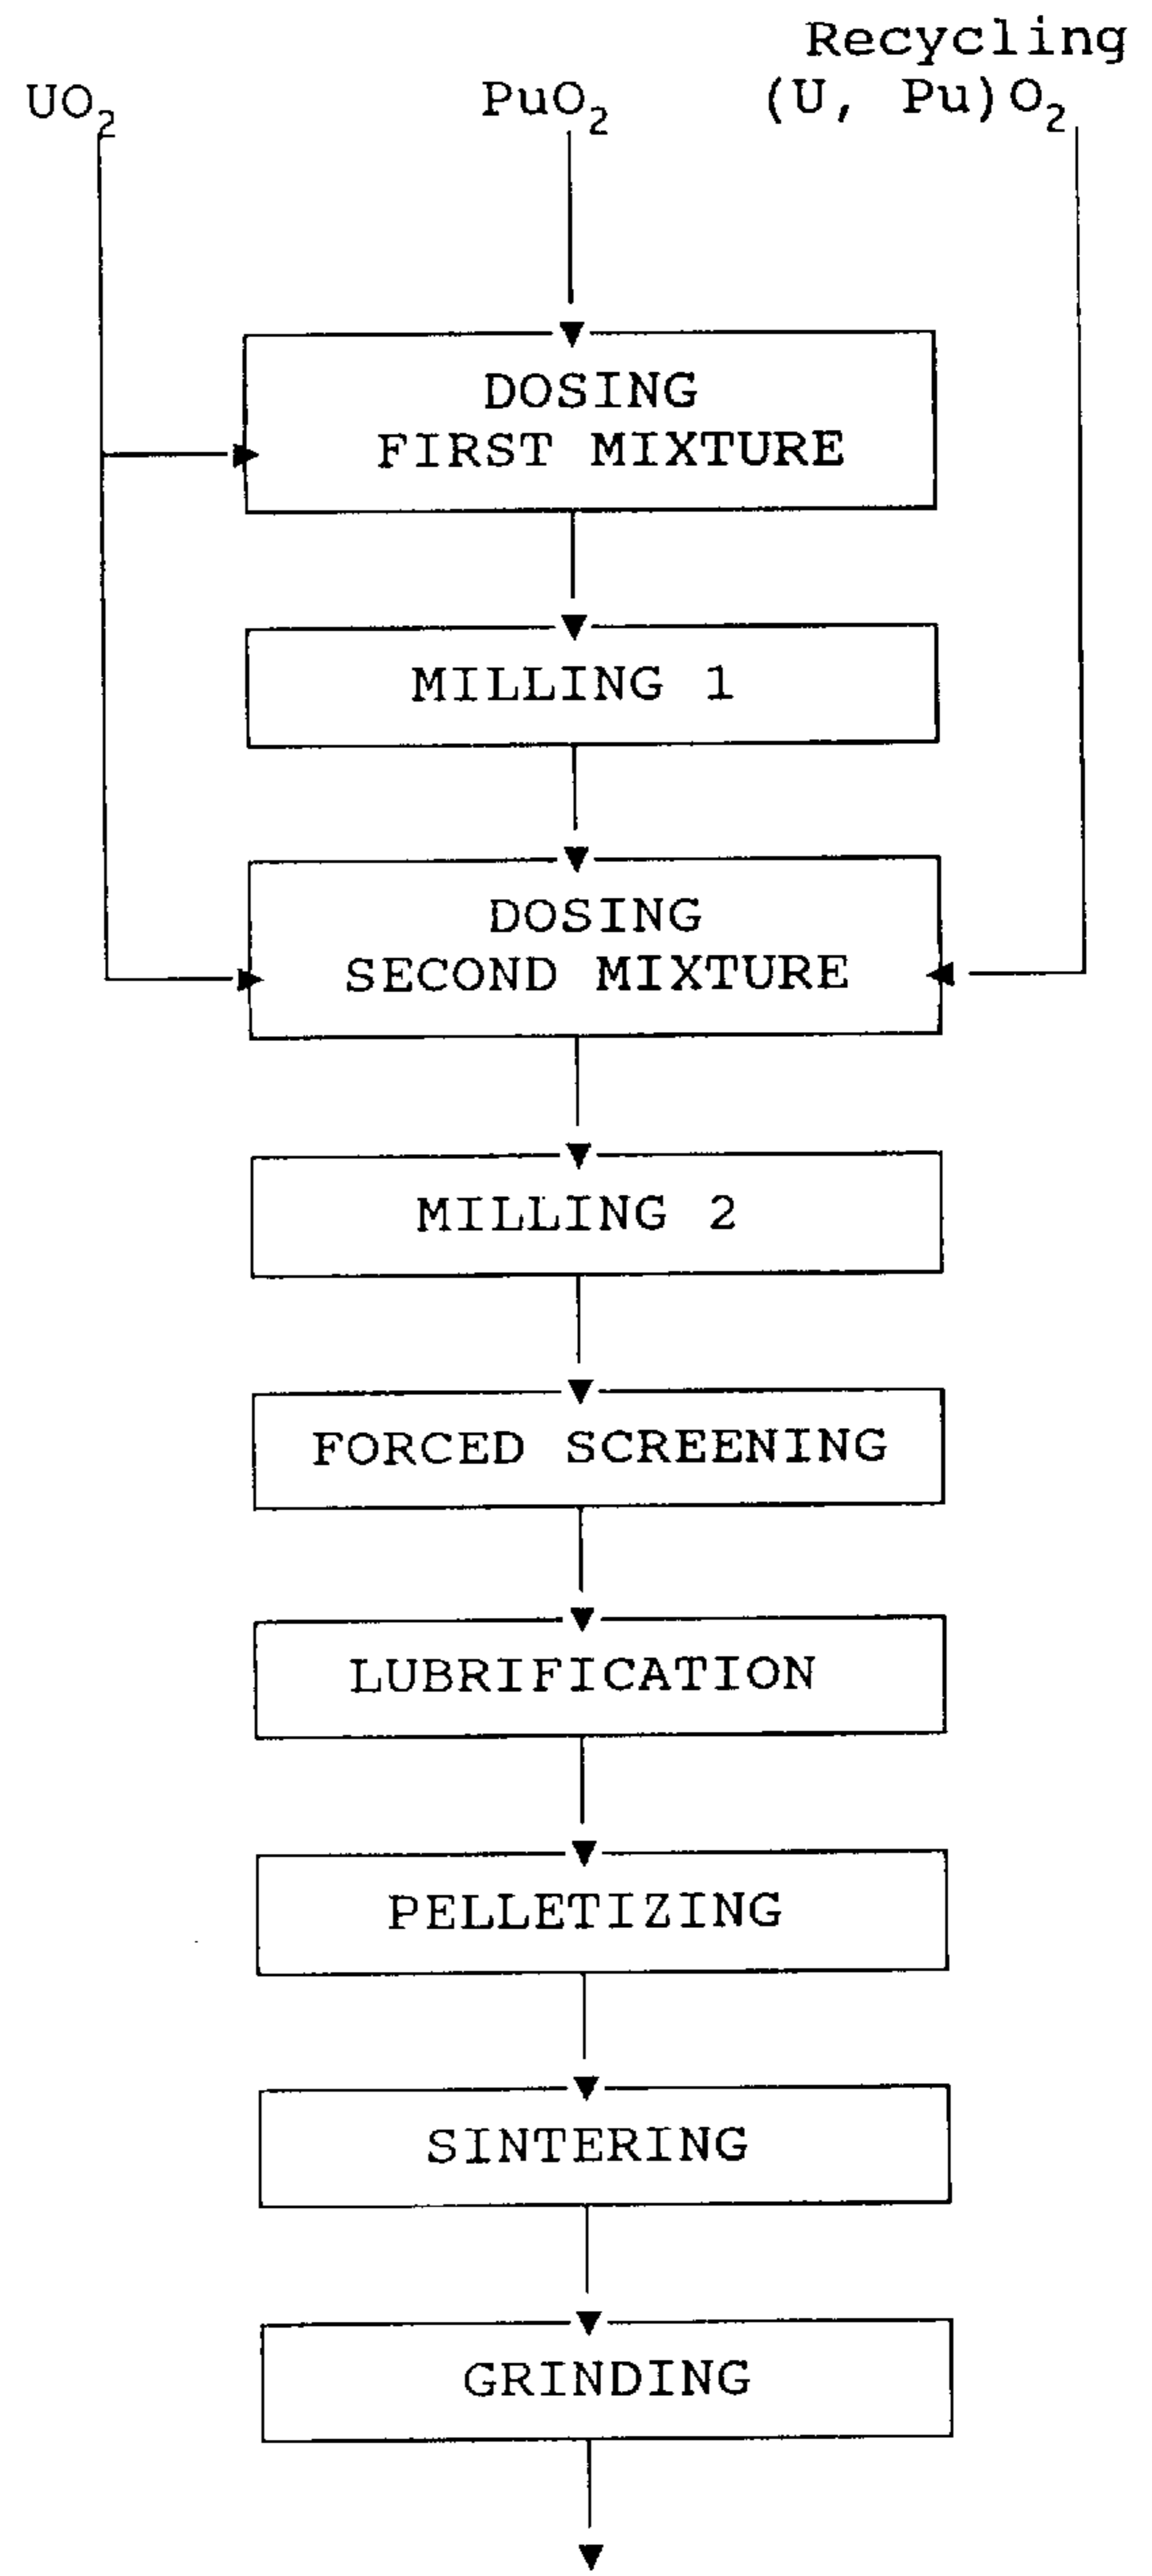 Recycling
UO₂ PuO₂ (U, Pu)O₂
DOSING
FIRST MIXTURE
MILLING 1
DOSING
SECOND MIXTURE
MILLING 2
FORCED SCREENING
LUBRIFICATION
PELLETIZING
SINTERING
GRINDING